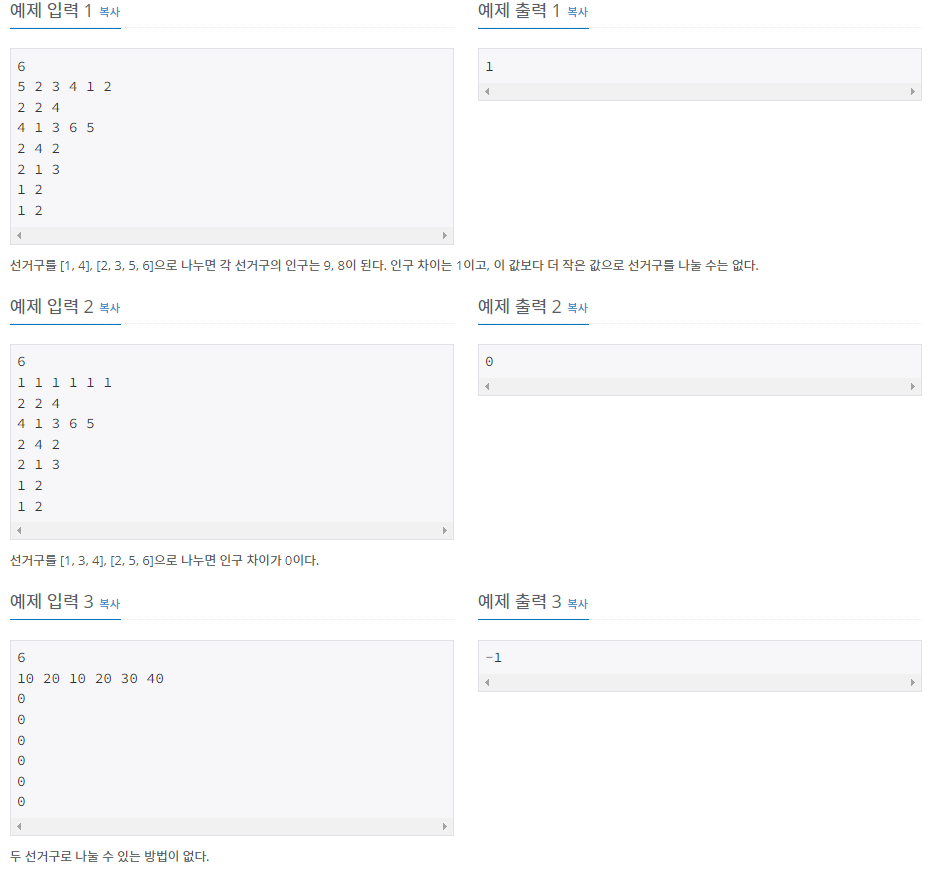 예제 입력 1 복사
6
5 2 3 4 1 2
2 2 4
4 1 3 6 5
2 4 2
2 1 3
1 2
1 2
예제 출력 1 복사
1
선거구를 [1, 4], [2, 3, 5, 6]으로 나누면 각 선거구의 인구는 9, 8이 된다. 인구 차이는 1이고, 이 값보다 더 작은 값으로 선거구를 나눌 수는 없다.
예제 입력 2 복사
6
1 1 1 1 1 1
2 2 4
4 1 3 6 5
2 4 2
2 1 3
1 2
1 2
예제 출력 2 복사
0
선거구를 [1, 3, 4], [2, 5, 6]으로 나누면 인구 차이가 0이다.
예제 입력 3 복사
6
10 20 10 20 30 40
0
0
0
0
0
0
예제 출력 3 복사
-1
두 선거구로 나눌 수 있는 방법이 없다.